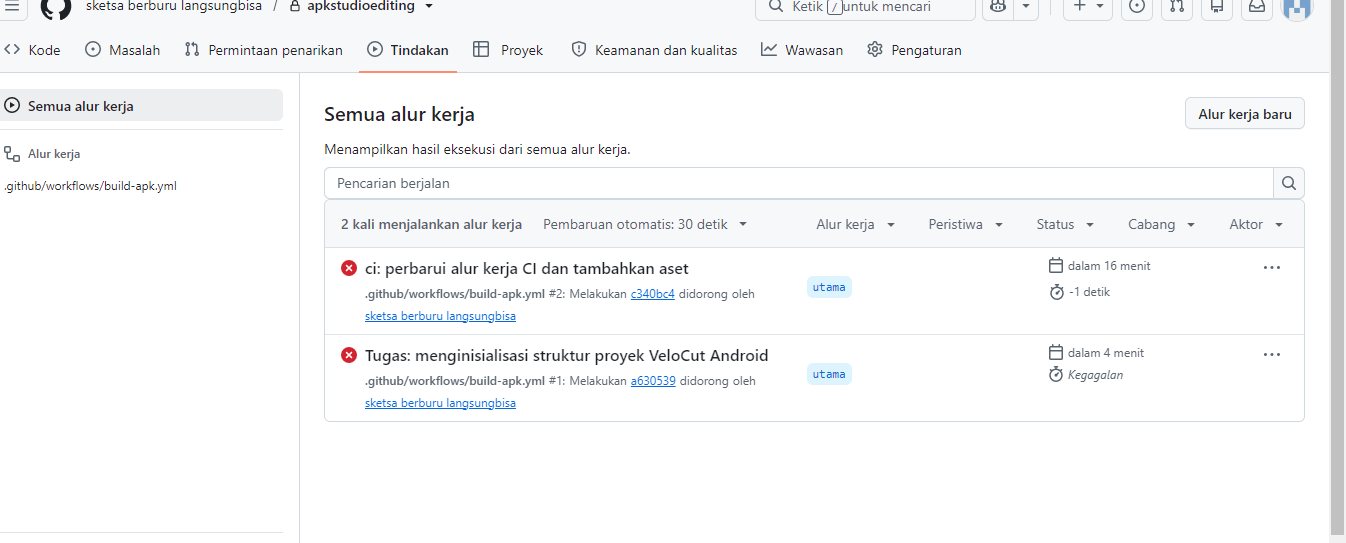 sketsa berburu langsungbisa / apkstudioediting
Ketik / untuk mencari
Kode Masalah Permintaan penarikan Tindakan Proyek Keamanan dan kualitas Wawasan Pengaturan
Semua alur kerja
Alur kerja
.github/workflows/build-apk.yml
Semua alur kerja
Alur kerja baru
Menampilkan hasil eksekusi dari semua alur kerja.
Pencarian berjalan
2 kali menjalankan alur kerja Pembaruan otomatis: 30 detik Alur kerja Peristiwa Status Cabang Aktor
ci: perbarui alur kerja CI dan tambahkan aset
.github/workflows/build-apk.yml #2: Melakukan c340bc4 didorong oleh
sketsa berburu langsungbisa
utama
dalam 16 menit
-1 detik
Tugas: menginisialisasi struktur proyek VeloCut Android
.github/workflows/build-apk.yml #1: Melakukan a630539 didorong oleh
sketsa berburu langsungbisa
utama
dalam 4 menit
Kegagalan